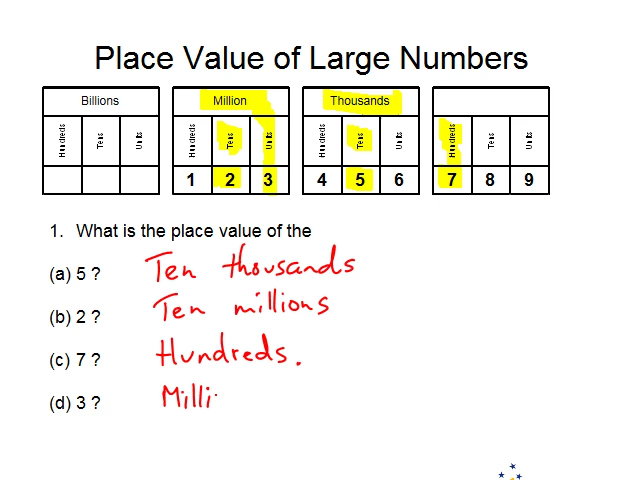 Place Value of Large Numbers
Billions Million Thousands
Hundreds Tens Units Hundreds Tens Units Hundreds Tens Units Hundreds Tens Units
1 2 3 4 5 6 7 8 9
1. What is the place value of the
(a) 5 ? Ten thousands
(b) 2 ? Ten millions
(c) 7 ? Hundreds.
(d) 3 ? Milli